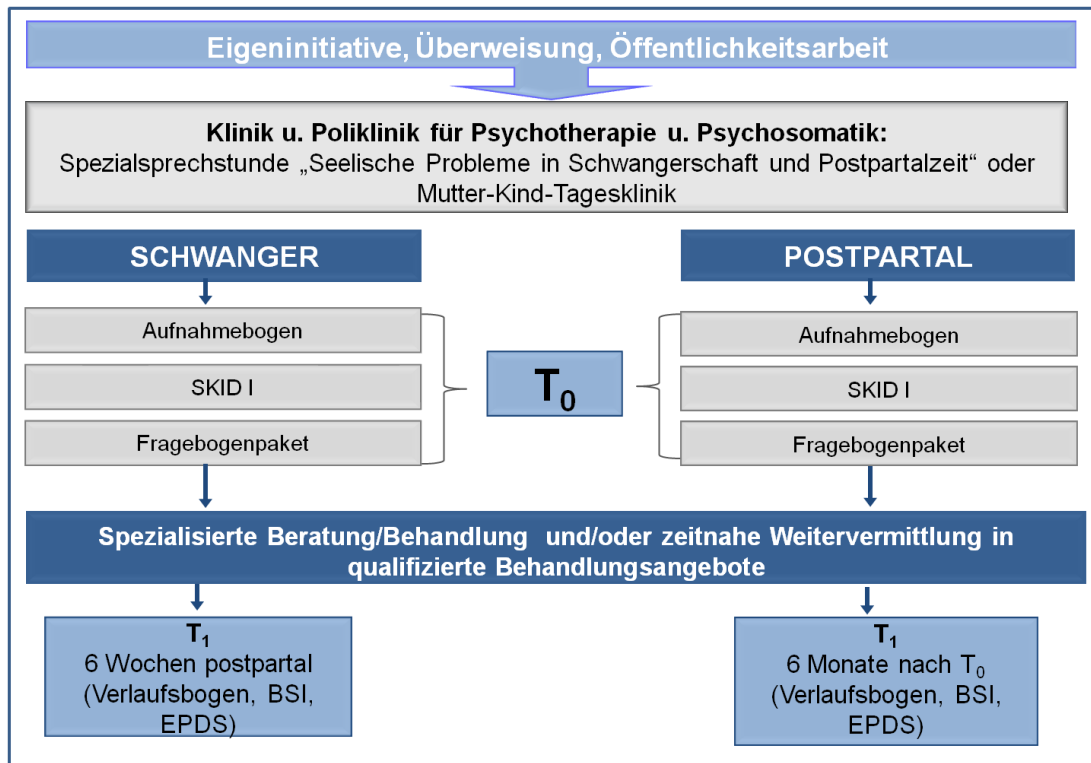 Eigeninitiative, Überweisung, Öffentlichkeitsarbeit
Klinik u. Poliklinik für Psychotherapie u. Psychosomatik:
Spezialsprechstunde „Seelische Probleme in Schwangerschaft und Postpartalzeit“ oder
Mutter-Kind-Tagesklinik
SCHWANGER
Aufnahmebogen
SKID I
Fragebogenpaket
T₀
POSTPARTAL
Aufnahmebogen
SKID I
Fragebogenpaket
Spezialisierte Beratung/Behandlung und/oder zeitnahe Weitervermittlung in
qualifizierte Behandlungsangebote
T₁
6 Wochen postpartal
(Verlaufsbogen, BSI,
EPDS)
T₁
6 Monate nach T₀
(Verlaufsbogen, BSI,
EPDS)